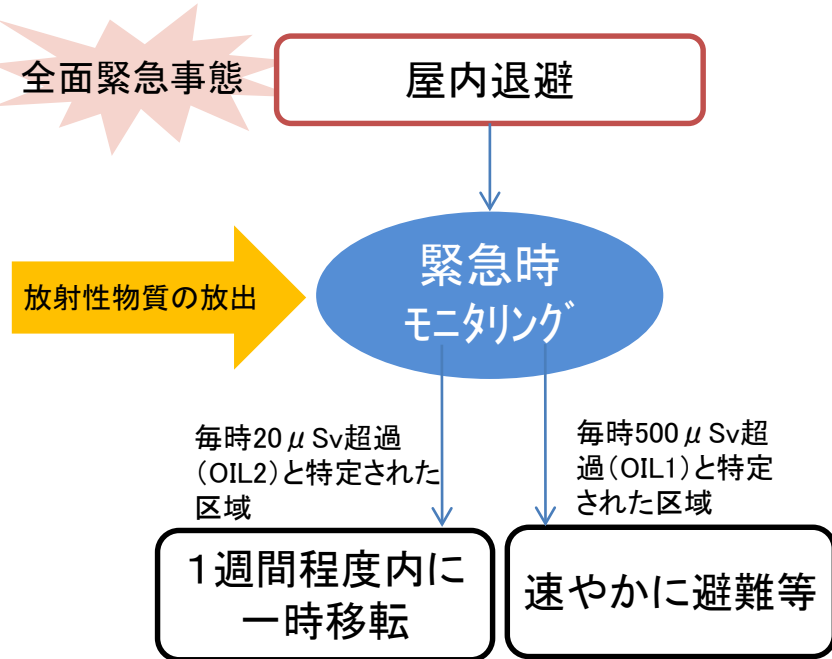 全面緊急事態
屋内退避
緊急時
モニタリング
放射性物質の放出
毎時20μSv超過
(OIL2)と特定された
区域
毎時500μSv超
過(OIL1)と特定
された区域
1週間程度内に
一時移転
速やかに避難等